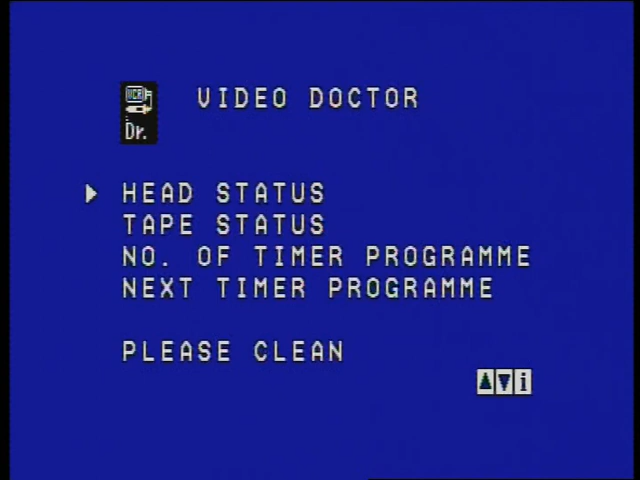 VCR
Dr.
VIDEO DOCTOR
HEAD STATUS
TAPE STATUS
NO. OF TIMER PROGRAMME
NEXT TIMER PROGRAMME
PLEASE CLEAN
i